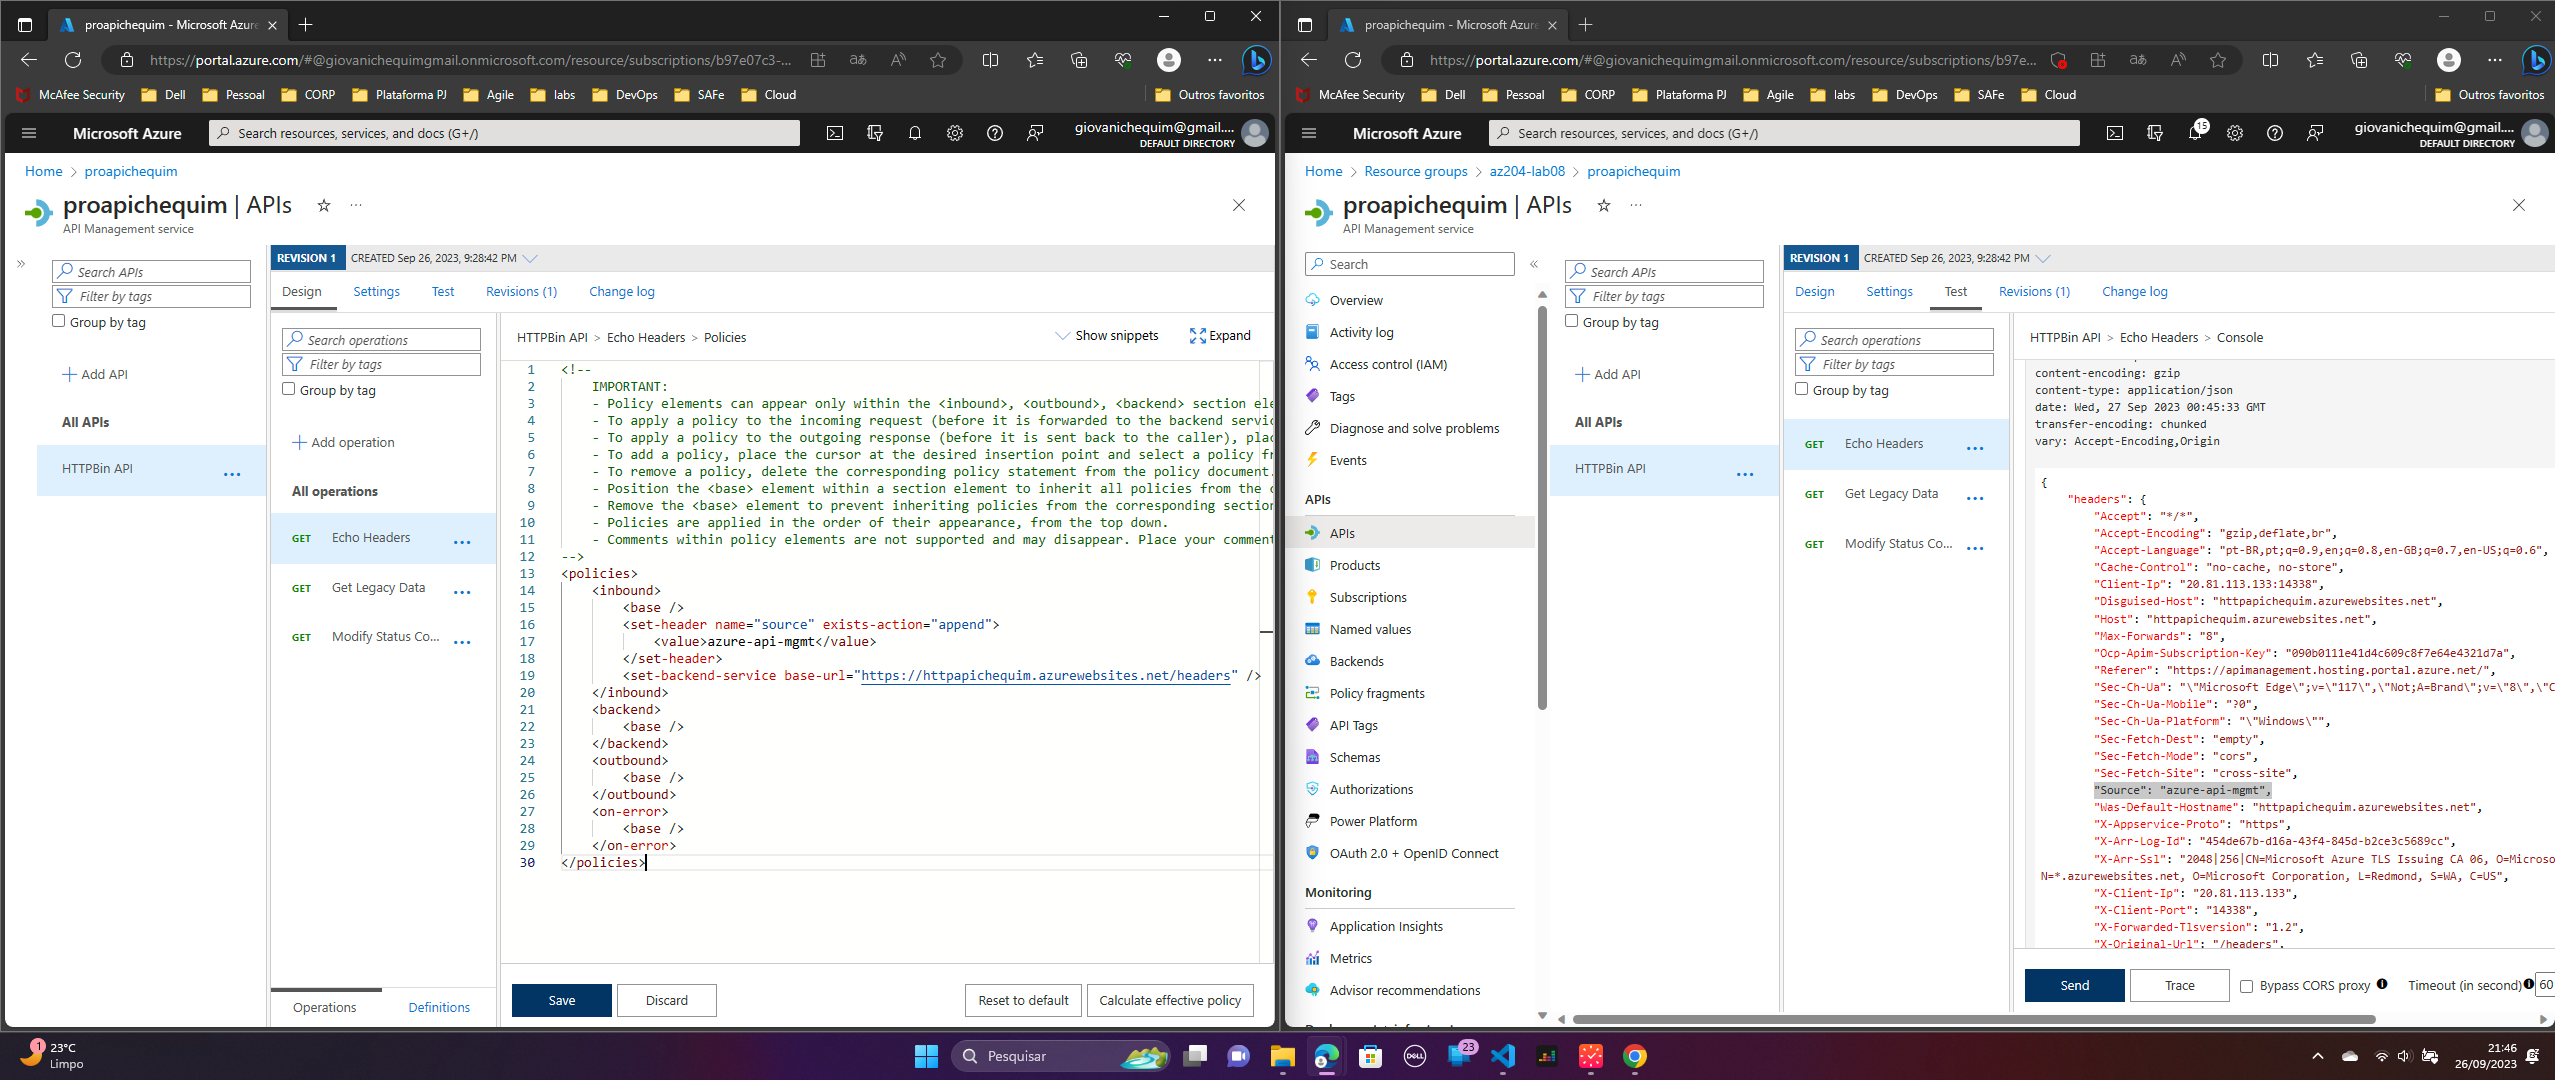 proapichequim - Microsoft Azure
https://portal.azure.com/#@giovanichequimgmail.onmicrosoft.com/resource/subscriptions/b97e07c3-...
McAfee Security Dell Pessoal CORP Plataforma PJ Agile labs DevOps SAFe Cloud Outros favoritos
Microsoft Azure
Search resources, services, and docs (G+/)
giovanichequim@gmail....
DEFAULT DIRECTORY
Home > proapichequim
proapichequim | APIs
API Management service
Search APIs
Filter by tags
Group by tag
Add API
All APIs
HTTPBin API
REVISION 1 CREATED Sep 26, 2023, 9:28:42 PM
Design Settings Test Revisions (1) Change log
Search operations
Filter by tags
Group by tag
Add operation
All operations
GET Echo Headers
GET Get Legacy Data
GET Modify Status Co...
Operations Definitions
HTTPBin API > Echo Headers > Policies
Show snippets Expand
1 <!--
2 IMPORTANT:
3 - Policy elements can appear only within the <inbound>, <outbound>, <backend> section ele
4 - To apply a policy to the incoming request (before it is forwarded to the backend servic
5 - To apply a policy to the outgoing response (before it is sent back to the caller), plac
6 - To add a policy, place the cursor at the desired insertion point and select a policy fr
7 - To remove a policy, delete the corresponding policy statement from the policy document.
8 - Position the <base> element within a section element to inherit all policies from the
9 - Remove the <base> element to prevent inheriting policies from the corresponding section
10 - Policies are applied in the order of their appearance, from the top down.
11 - Comments within policy elements are not supported and may disappear. Place your comment
12 -->
13 <policies>
14 <inbound>
15 <base />
16 <set-header name="source" exists-action="append">
17 <value>azure-api-mgmt</value>
18 </set-header>
19 <set-backend-service base-url="https://httpapichequim.azurewebsites.net/headers" />
20 </inbound>
21 <backend>
22 <base />
23 </backend>
24 <outbound>
25 <base />
26 </outbound>
27 <on-error>
28 <base />
29 </on-error>
30 </policies>
Save Discard Reset to default Calculate effective policy
proapichequim - Microsoft Azure
https://portal.azure.com/#@giovanichequimgmail.onmicrosoft.com/resource/subscriptions/b97e...
McAfee Security Dell Pessoal CORP Plataforma PJ Agile labs DevOps SAFe Cloud Outros favoritos
Microsoft Azure
Search resources, services, and docs (G+/)
15
giovanichequim@gmail....
DEFAULT DIRECTORY
Home > Resource groups > az204-lab08 > proapichequim
proapichequim | APIs
API Management service
Search
Overview
Activity log
Access control (IAM)
Tags
Diagnose and solve problems
Events
APIs
APIs
Products
Subscriptions
Named values
Backends
Policy fragments
API Tags
Schemas
Authorizations
Power Platform
OAuth 2.0 + OpenID Connect
Monitoring
Application Insights
Metrics
Advisor recommendations
Search APIs
Filter by tags
Group by tag
Add API
All APIs
HTTPBin API
REVISION 1 CREATED Sep 26, 2023, 9:28:42 PM
Design Settings Test Revisions (1) Change log
Search operations
Filter by tags
Group by tag
GET Echo Headers
GET Get Legacy Data
GET Modify Status Co...
HTTPBin API > Echo Headers > Console
content-encoding: gzip
content-type: application/json
date: Wed, 27 Sep 2023 00:45:33 GMT
transfer-encoding: chunked
vary: Accept-Encoding,Origin
{
"headers": {
"Accept": "*/*",
"Accept-Encoding": "gzip,deflate,br",
"Accept-Language": "pt-BR,pt;q=0.9,en;q=0.8,en-GB;q=0.7,en-US;q=0.6",
"Cache-Control": "no-cache, no-store",
"Client-Ip": "20.81.113.133:14338",
"Disguised-Host": "httpapichequim.azurewebsites.net",
"Host": "httpapichequim.azurewebsites.net",
"Max-Forwards": "8",
"Ocp-Apim-Subscription-Key": "090b0111e41d4c609c8f7e64e4321d7a",
"Referer": "https://apimanagement.hosting.portal.azure.net/",
"Sec-Ch-Ua": "\"Microsoft Edge\";v=\"117\",\"Not;A=Brand\";v=\"8\",\"C
"Sec-Ch-Ua-Mobile": "?0",
"Sec-Ch-Ua-Platform": "\"Windows\"",
"Sec-Fetch-Dest": "empty",
"Sec-Fetch-Mode": "cors",
"Sec-Fetch-Site": "cross-site",
"Source": "azure-api-mgmt",
"Was-Default-Hostname": "httpapichequim.azurewebsites.net",
"X-Appservice-Proto": "https",
"X-Arr-Log-Id": "454de67b-d16a-43f4-845d-b2ce3c5689cc",
"X-Arr-Ssl": "2048|256|CN=Microsoft Azure TLS Issuing CA 06, O=Microso
N=*.azurewebsites.net, O=Microsoft Corporation, L=Redmond, S=WA, C=US",
"X-Client-Ip": "20.81.113.133",
"X-Client-Port": "14338",
"X-Forwarded-Tlsversion": "1.2",
"X-Original-Url": "/headers",
Send Trace Bypass CORS proxy Timeout (in second) 60
1
23°C
Limpo
Pesquisar
DELL
23
21:46
26/09/2023